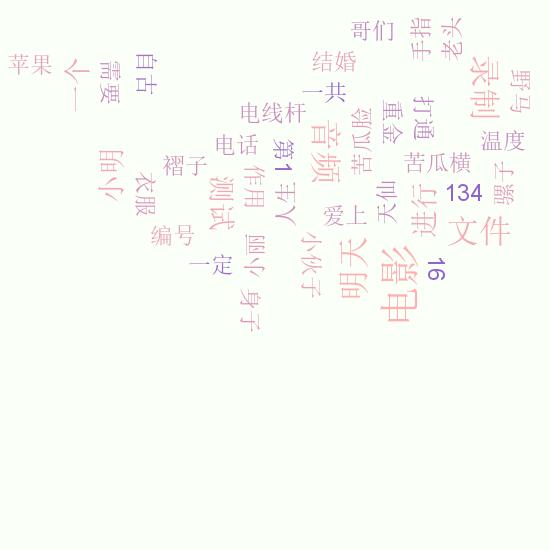 哥们
手指
老头
苹果
一个
需要
自古
结婚
录制
野马
一共
电线杆
苦瓜脸
重金
打通
音频
温度
电话
第1
小明
褶子
苦瓜横
衣服
测试
作用
人生
天仙
进行
134
骡子
爱上
文件
编号
一定
丽小
小伙子
明天
电影
16
身子